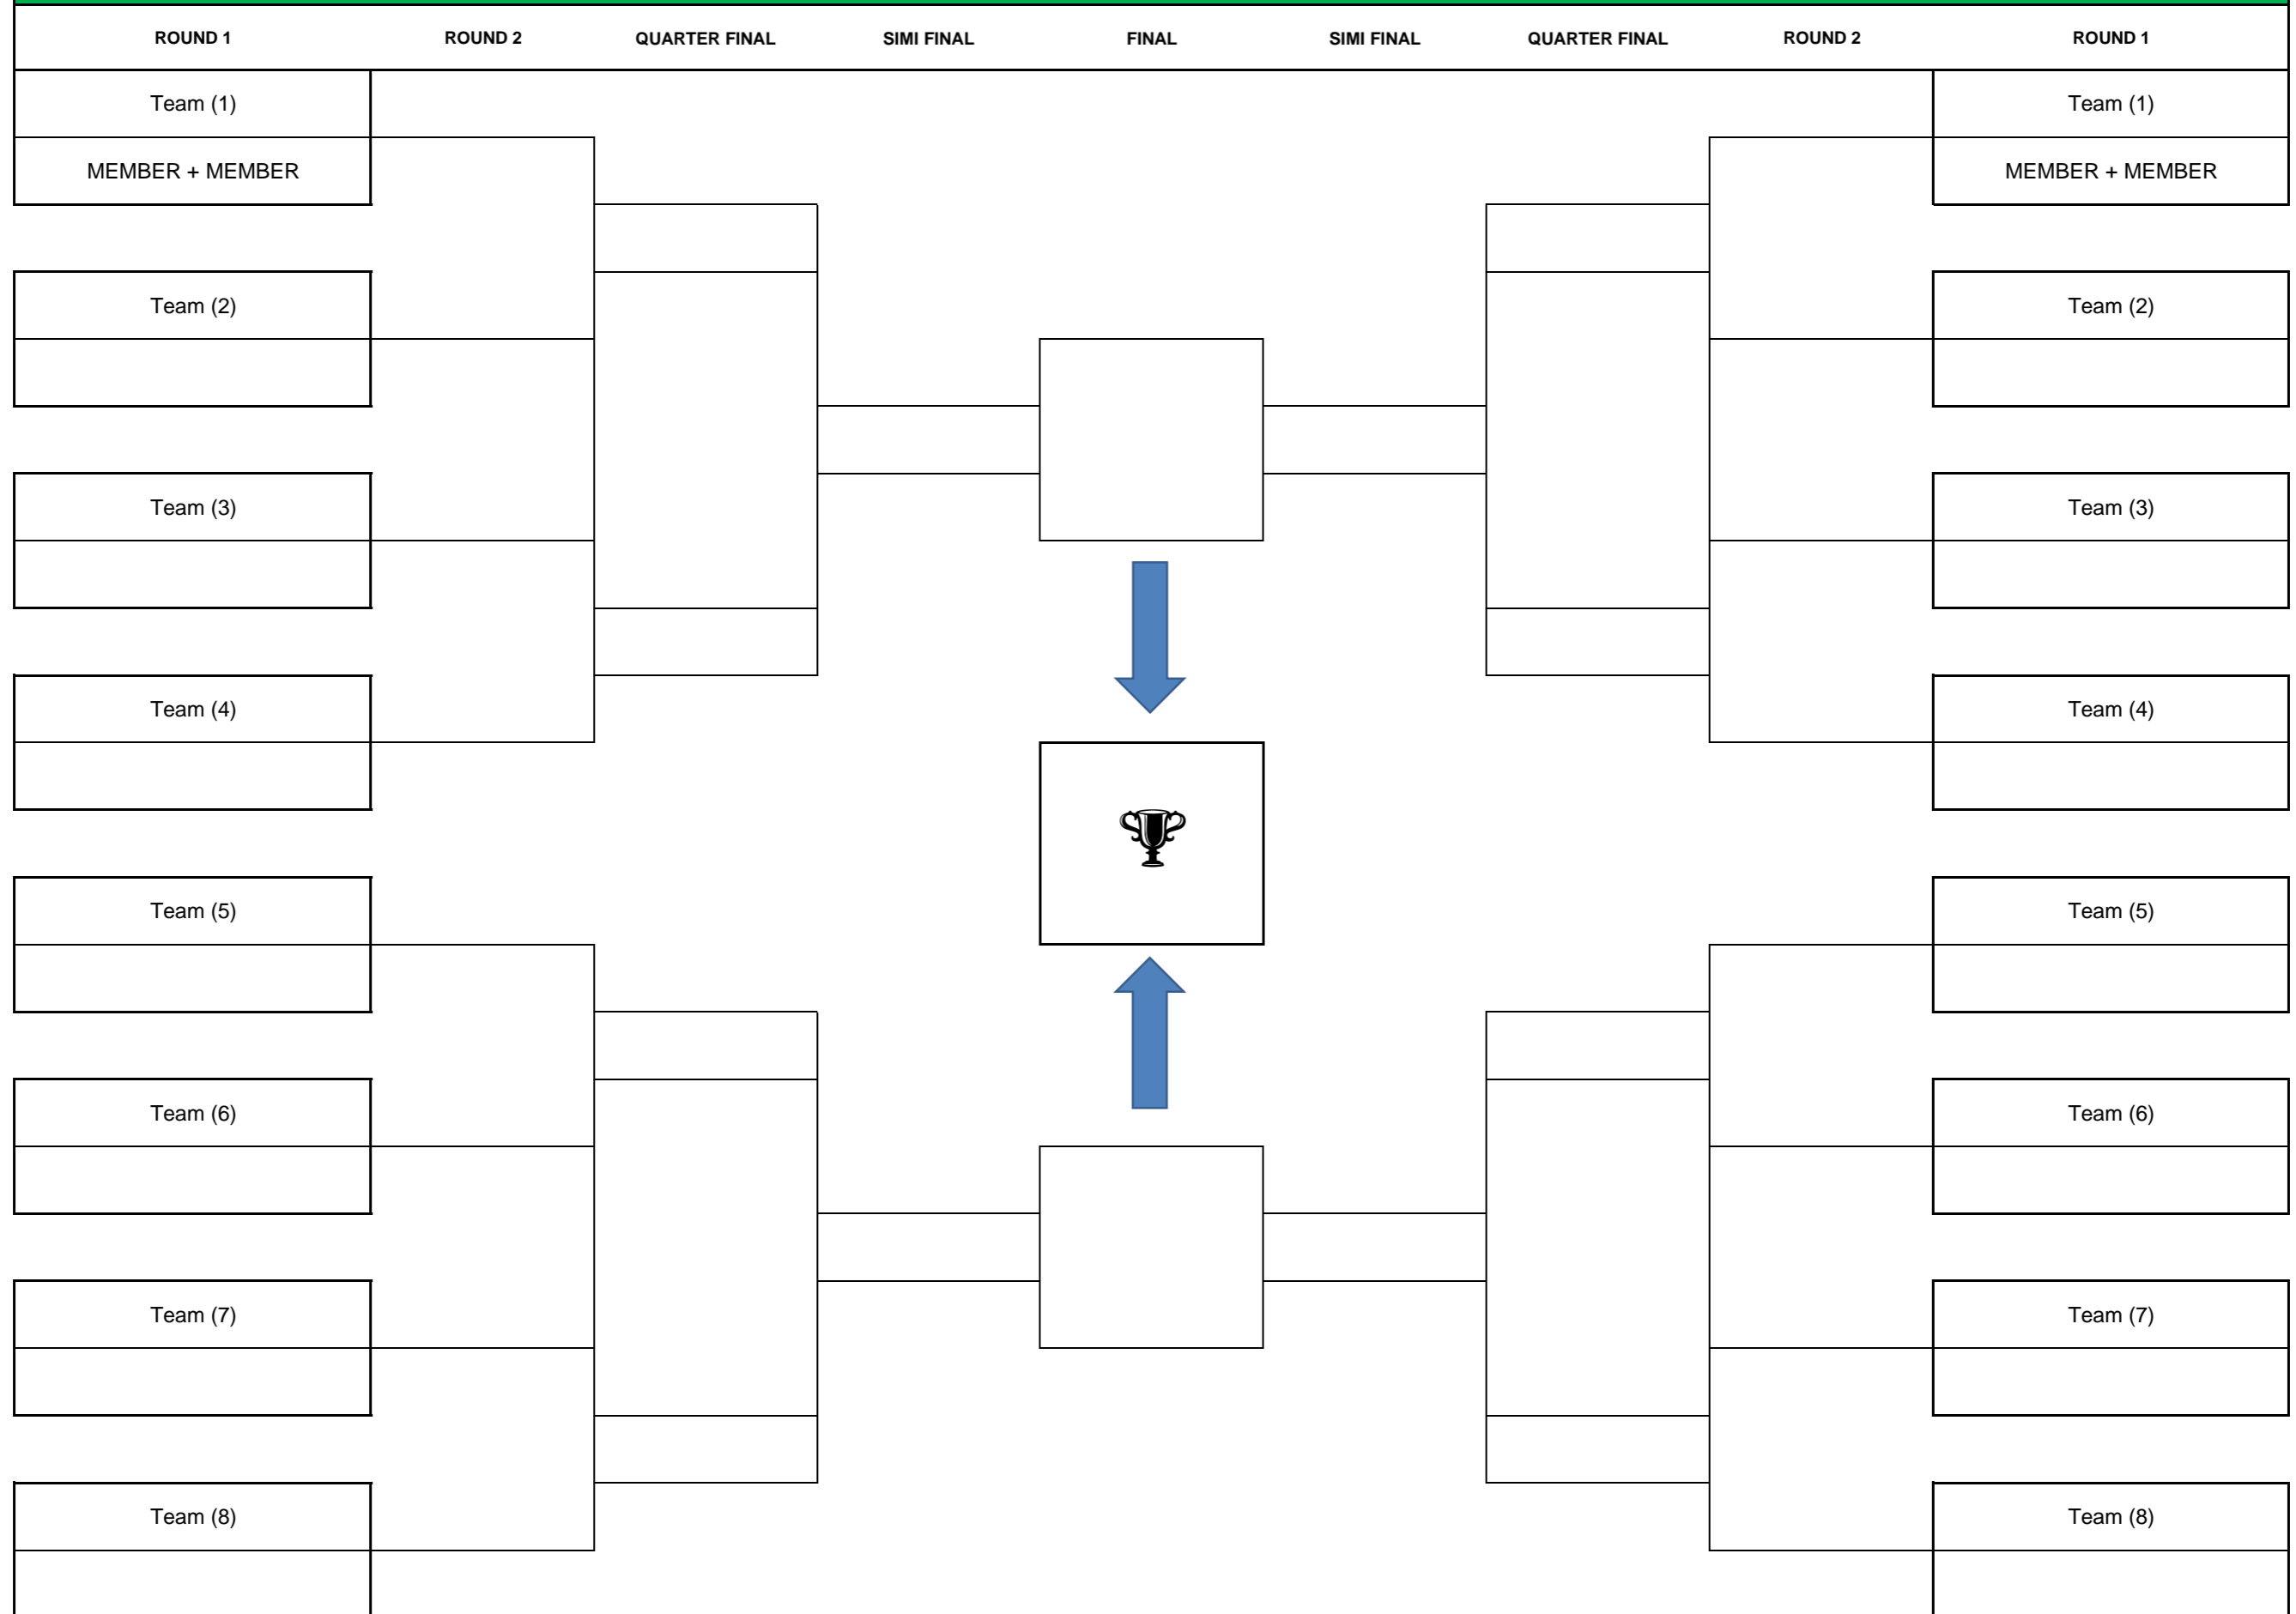 ROUND 1 ROUND 2 QUARTER FINAL SIMI FINAL FINAL SIMI FINAL QUARTER FINAL ROUND 2 ROUND 1
Team (1) Team (1)
MEMBER + MEMBER MEMBER + MEMBER
Team (2) Team (2)
Team (3) Team (3)
Team (4) Team (4)
Team (5) Team (5)
Team (6) Team (6)
Team (7) Team (7)
Team (8) Team (8)